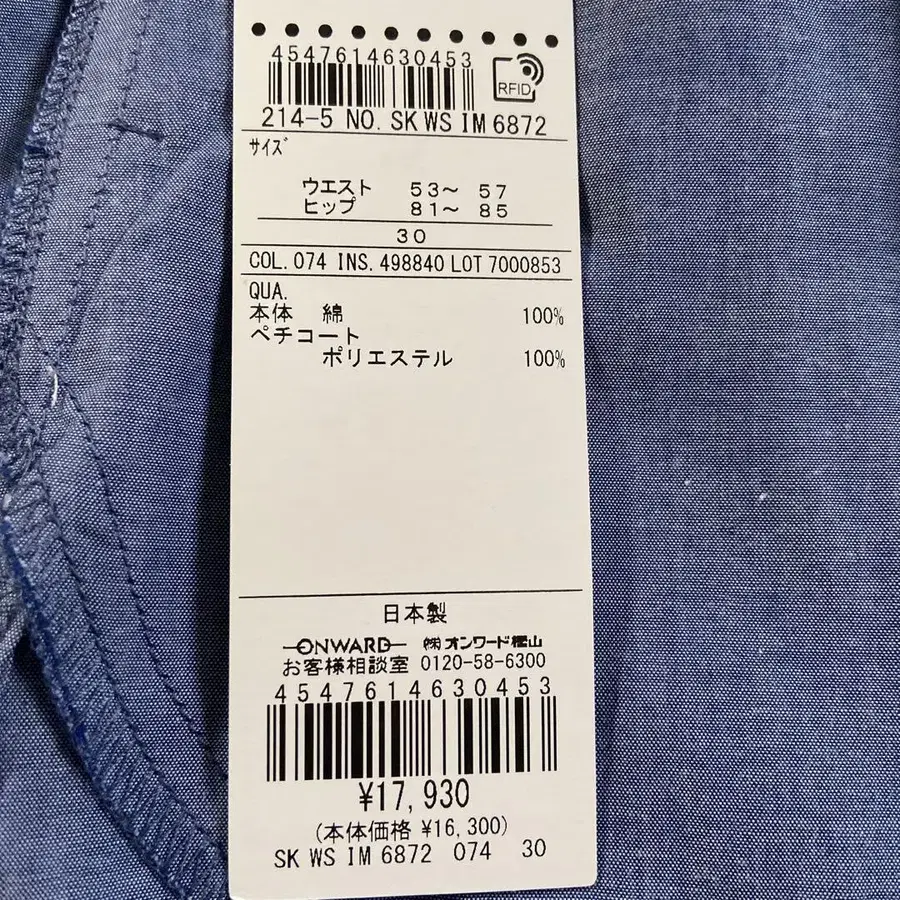 4547614630453
RFID
214-5 NO. SKWS IM 6872
サイズ
ウエスト 53～ 57
ヒップ 81～ 85
30
COL. 074 INS. 498840 LOT 7000853
QUA.
本体 綿 100%
ペチコート
ポリエステル 100%
日本製
ONWARD ㈱オンワード樫山
お客様相談室 0120-58-6300
4547614630453
¥17,930
(本体価格 ¥16,300)
SK WS IM 6872 074 30